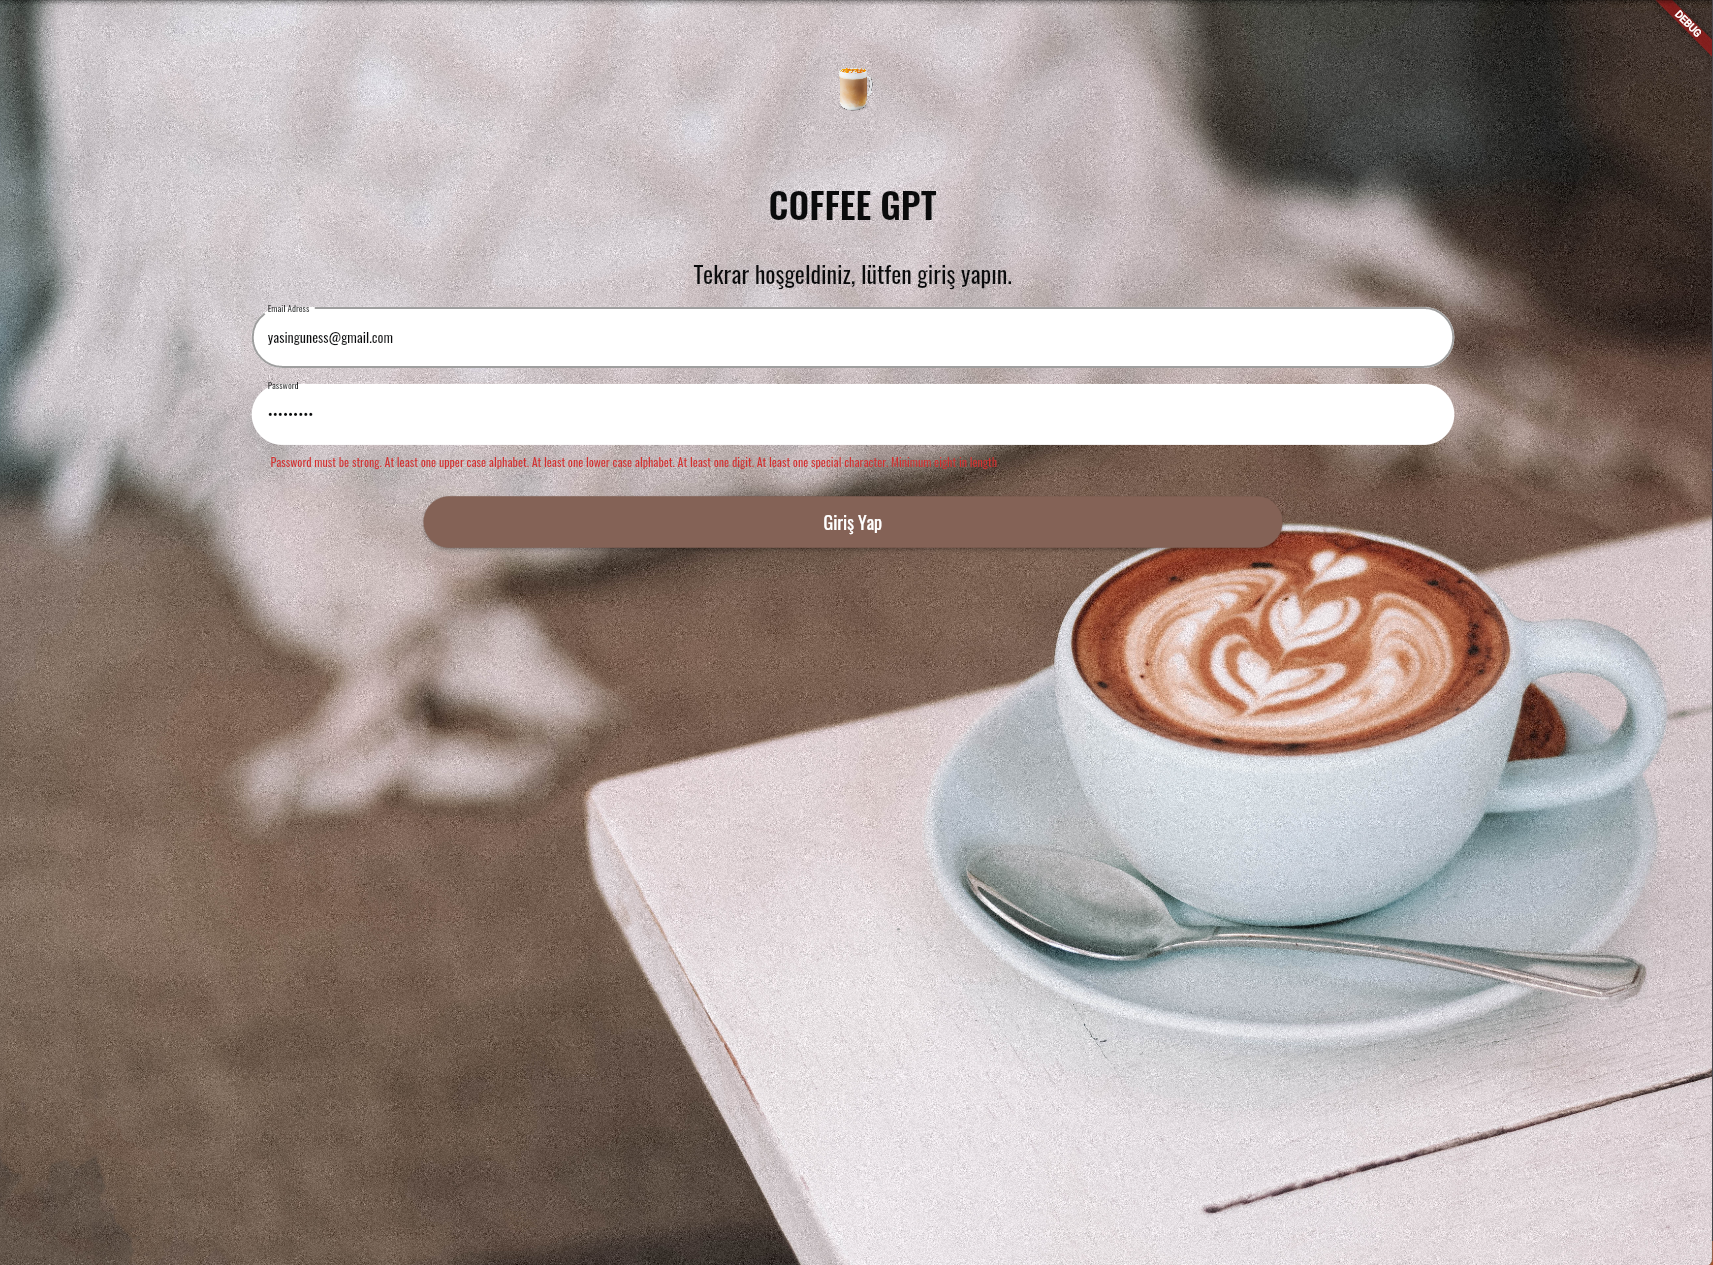 DEBUG
COFFEE GPT
Tekrar hoşgeldiniz, lütfen giriş yapın.
Email Adress
yasinguness@gmail.com
Password
•••••••••
Password must be strong. At least one upper case alphabet. At least one lower case alphabet. At least one digit. At least one special character. Minimum eight in length
Giriş Yap